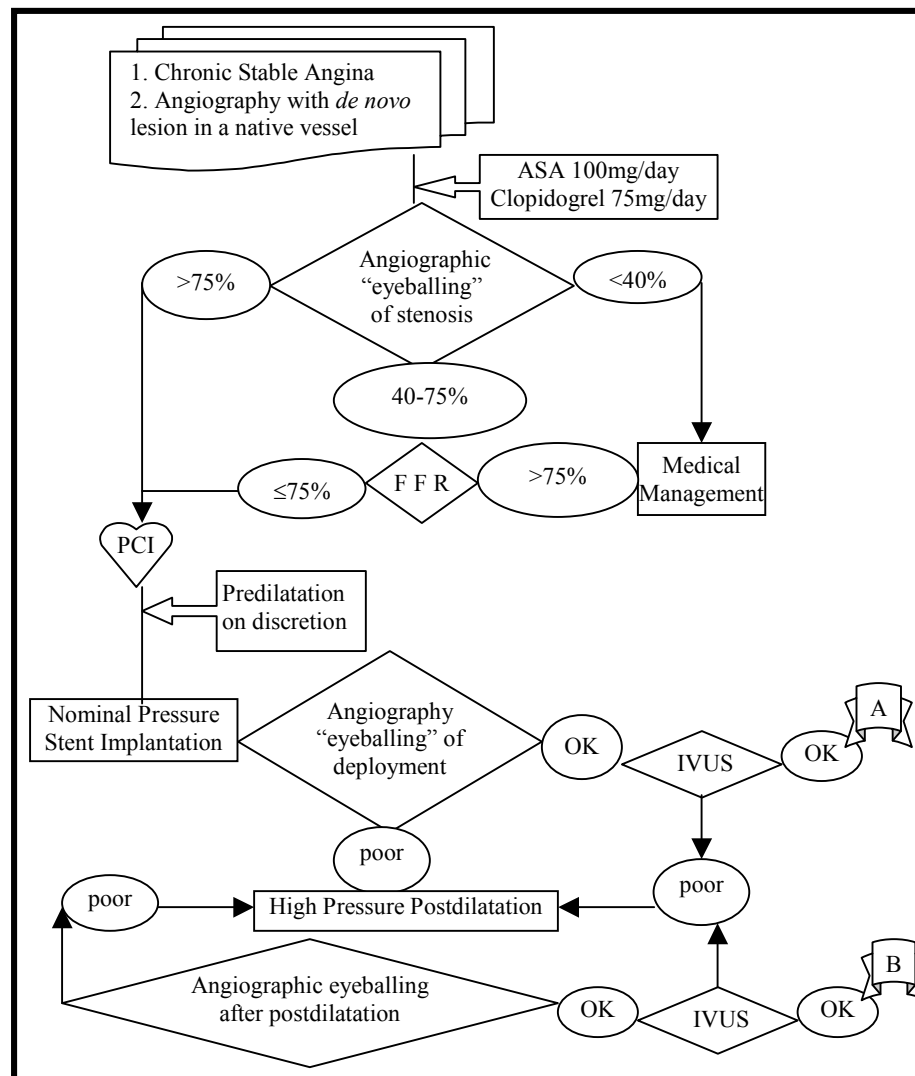 1. Chronic Stable Angina
2. Angiography with de novo
lesion in a native vessel
ASA 100mg/day
Clopidogrel 75mg/day
Angiographic
“eyeballing”
of stenosis
>75%
<40%
40-75%
≤75%
F F R
>75%
Medical
Management
PCI
Predilatation
on discretion
Nominal Pressure
Stent Implantation
Angiography
“eyeballing” of
deployment
OK
IVUS
OK
A
poor
poor
poor
High Pressure Postdilatation
Angiographic eyeballing
after postdilatation
OK
IVUS
OK
B